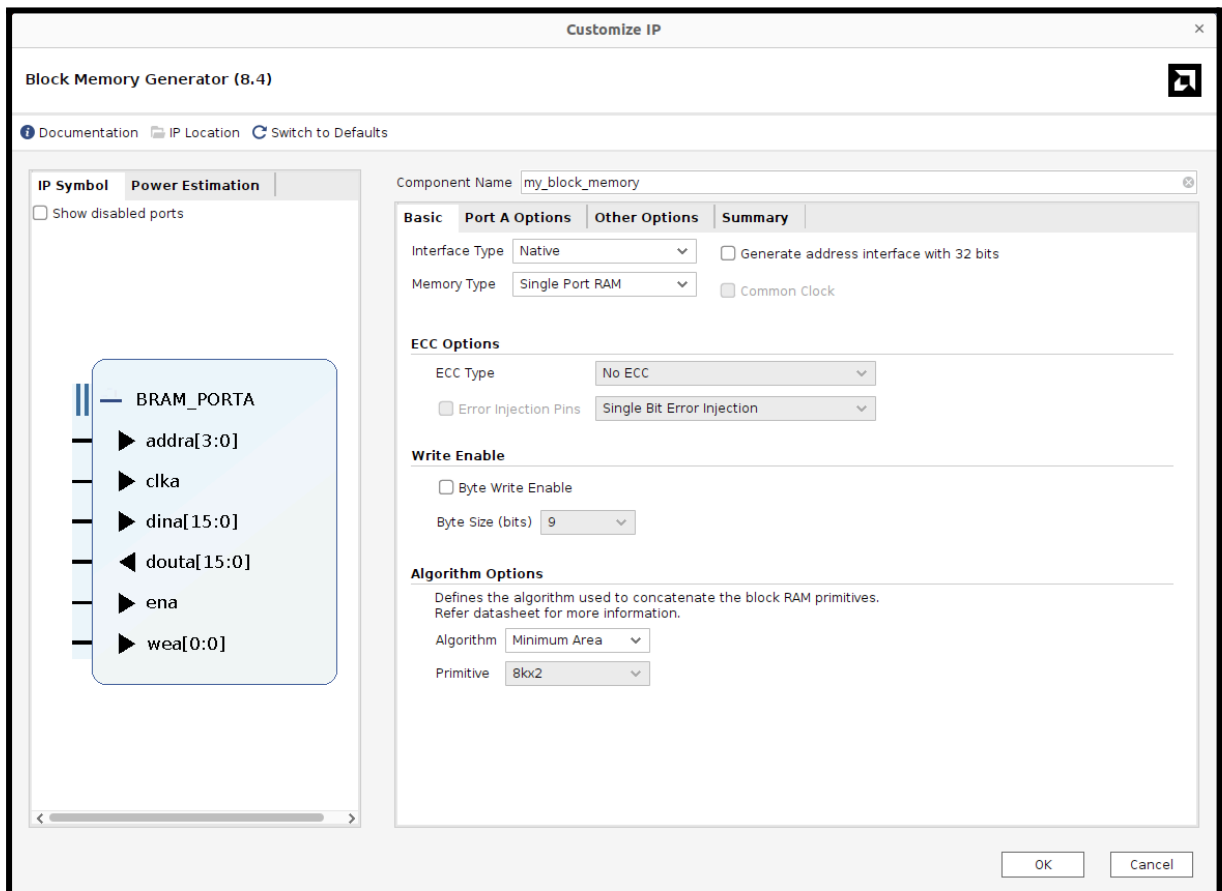 Customize IP
Block Memory Generator (8.4)
Documentation IP Location Switch to Defaults
IP Symbol Power Estimation
Show disabled ports
BRAM_PORTA
addra[3:0]
clka
dina[15:0]
douta[15:0]
ena
wea[0:0]
Component Name my_block_memory
Basic Port A Options Other Options Summary
Interface Type Native Generate address interface with 32 bits
Memory Type Single Port RAM Common Clock
ECC Options
ECC Type No ECC
Error Injection Pins Single Bit Error Injection
Write Enable
Byte Write Enable
Byte Size (bits) 9
Algorithm Options
Defines the algorithm used to concatenate the block RAM primitives.
Refer datasheet for more information.
Algorithm Minimum Area
Primitive 8kx2
OK Cancel